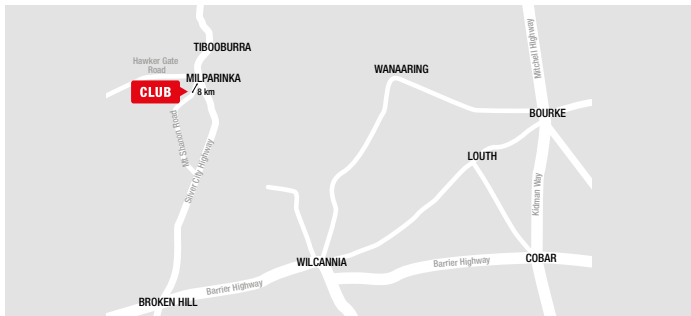 TIBOOBURRA
Hawker Gate
Road
MILPARINKA
CLUB
8 km
Mt Shanon Road
Silver City Highway
WANAARING
Mitchell Highway
BOURKE
LOUTH
Kidman Way
WILCANNIA
Barrier Highway
COBAR
Barrier Highway
BROKEN HILL